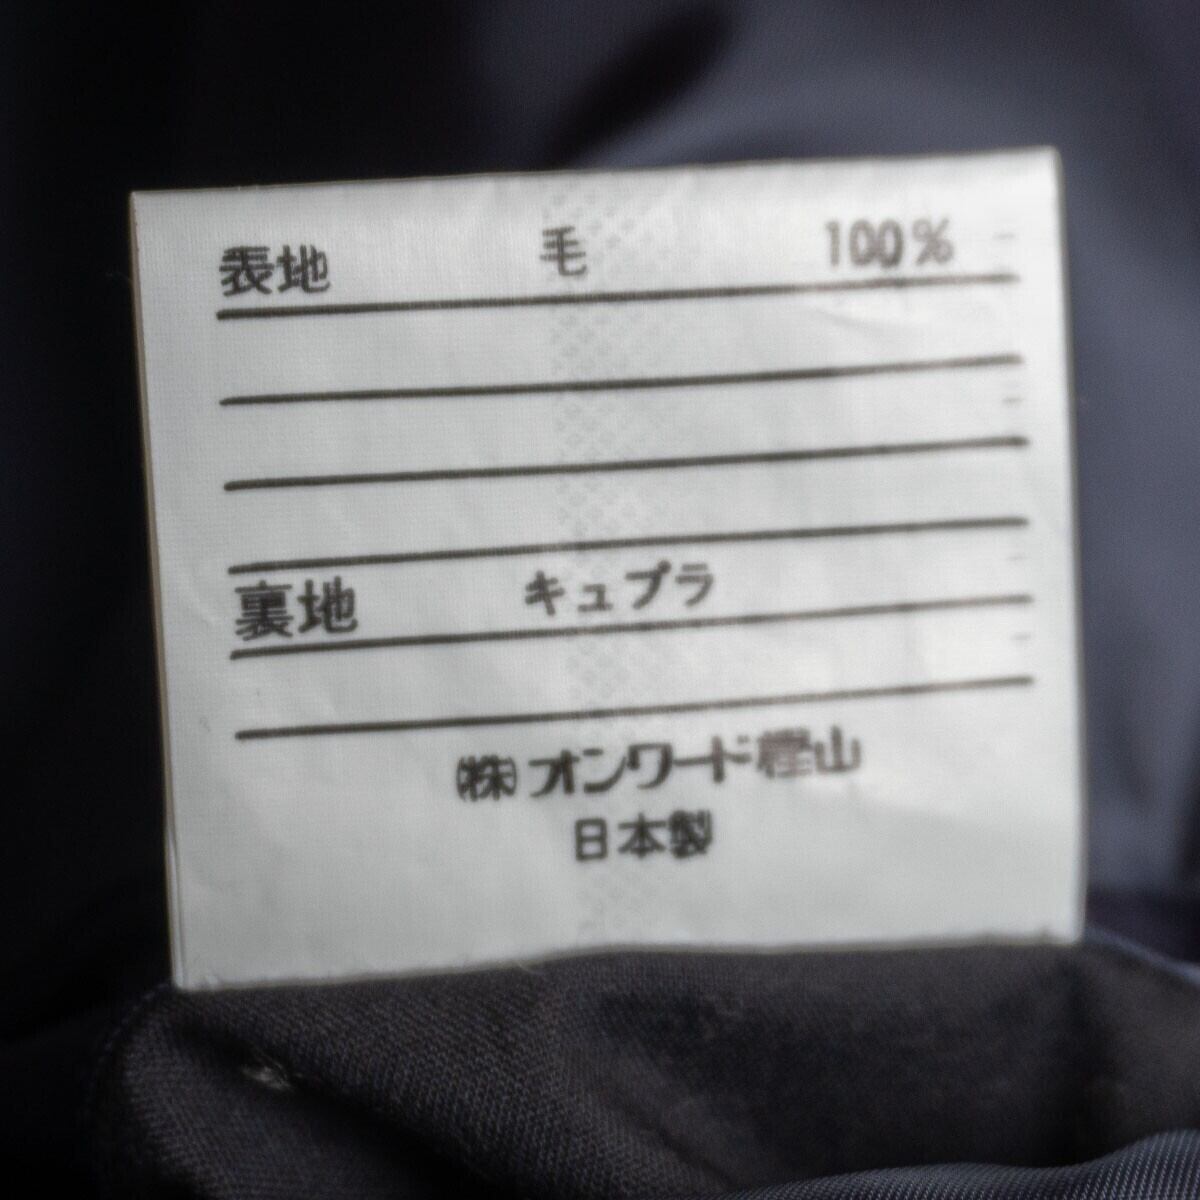 表地 毛 100%
裏地 キュプラ
㈱オンワード樫山
日本製